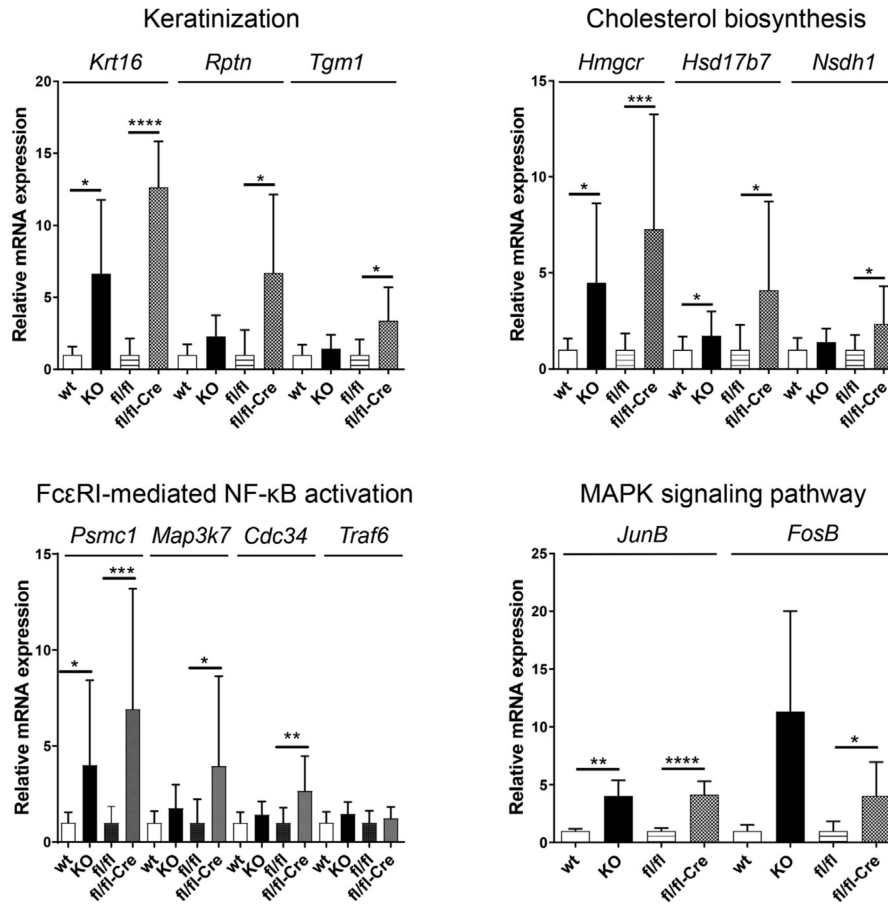 Keratinization
Krt16 Rptn Tgm1
Relative mRNA expression
20
15
10
5
0
* **** * *
wt KO fl/fl fl/fl-Cre wt KO fl/fl fl/fl-Cre wt KO fl/fl fl/fl-Cre
Cholesterol biosynthesis
Hmgcr Hsd17b7 Nsdh1
Relative mRNA expression
15
10
5
0
* *** * * *
wt KO fl/fl fl/fl-Cre wt KO fl/fl fl/fl-Cre wt KO fl/fl fl/fl-Cre
FcεRI-mediated NF-κB activation
Psmc1 Map3k7 Cdc34 Traf6
Relative mRNA expression
15
10
5
0
* *** * **
wt KO fl/fl fl/fl-Cre wt KO fl/fl fl/fl-Cre wt KO fl/fl fl/fl-Cre wt KO fl/fl fl/fl-Cre
MAPK signaling pathway
JunB FosB
Relative mRNA expression
25
20
15
10
5
0
** **** *
wt KO fl/fl fl/fl-Cre wt KO fl/fl fl/fl-Cre